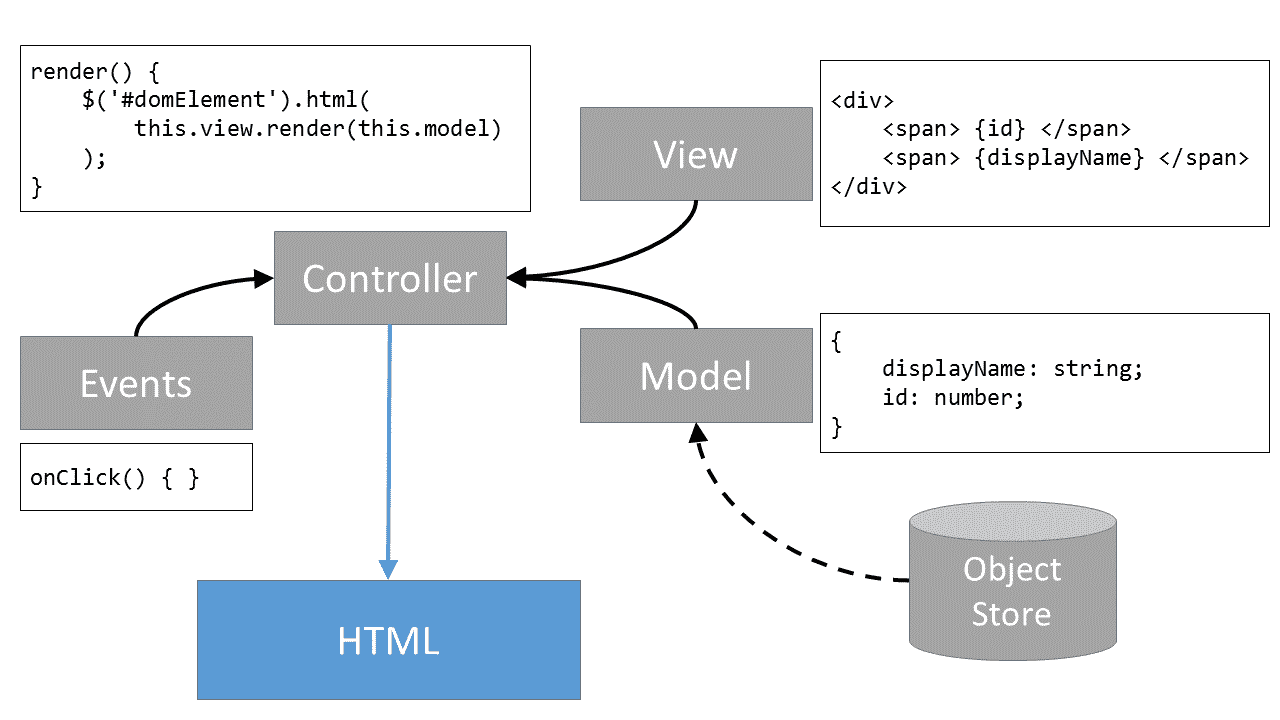 render() {
    $('#domElement').html(
        this.view.render(this.model)
    );
}
View
<div>
    <span> {id} </span>
    <span> {displayName} </span>
</div>
Controller
Events
onClick() { }
Model
{
    displayName: string;
    id: number;
}
Object
Store
HTML